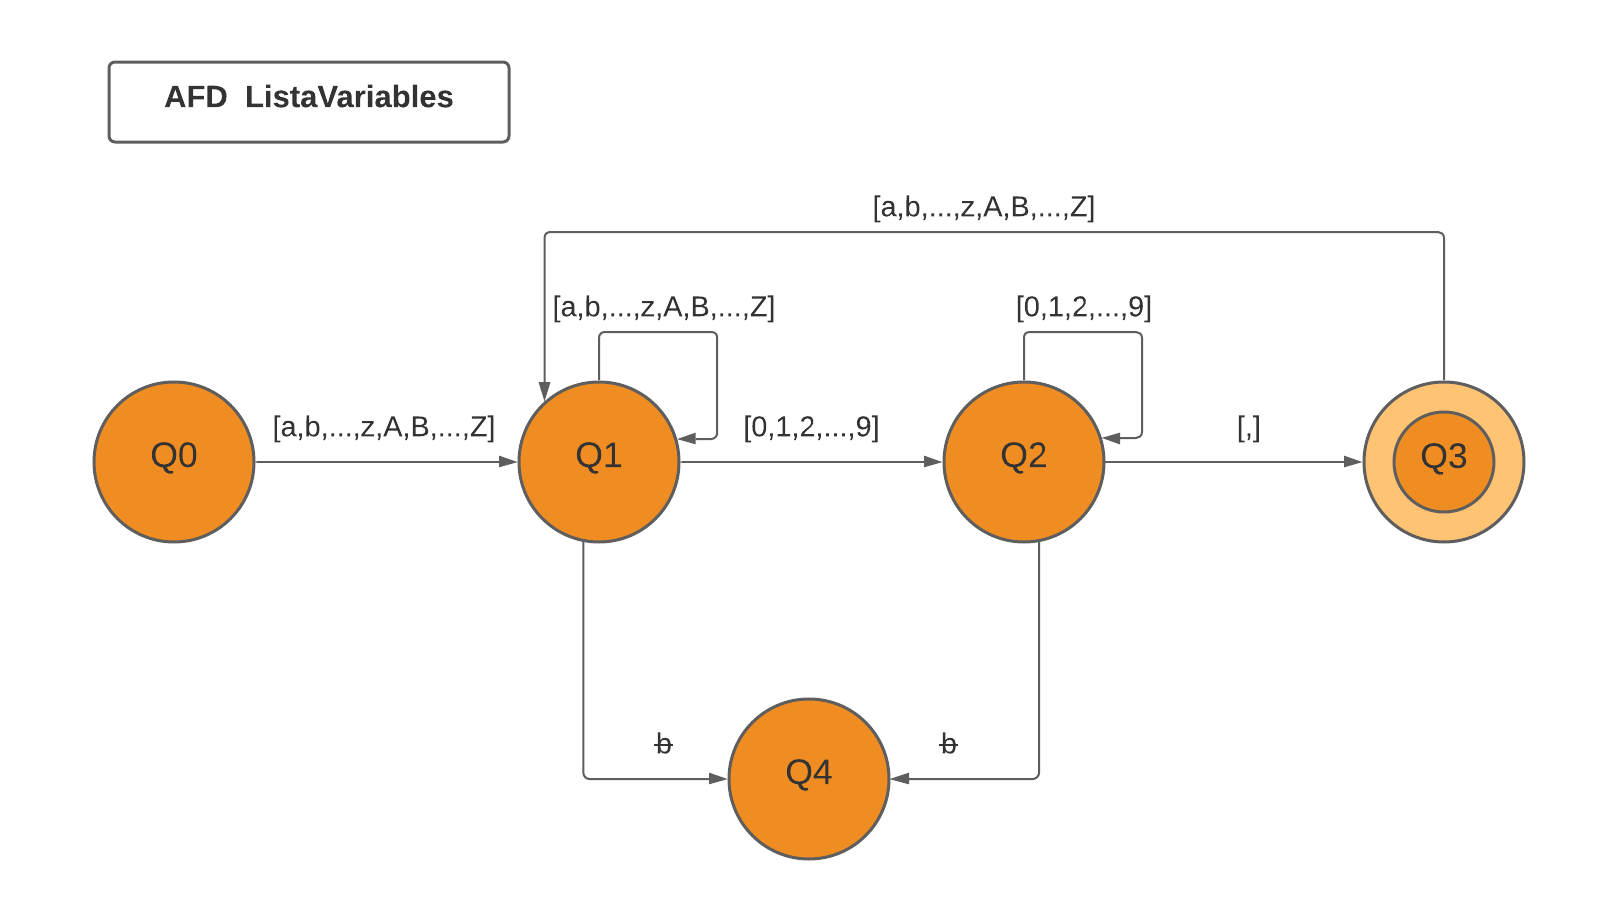 AFD ListaVariables
[a,b,...,z,A,B,...,Z]
[a,b,...,z,A,B,...,Z]
[0,1,2,...,9]
Q0
[a,b,...,z,A,B,...,Z]
Q1
[0,1,2,...,9]
Q2
[,]
Q3
b̶
b̶
Q4